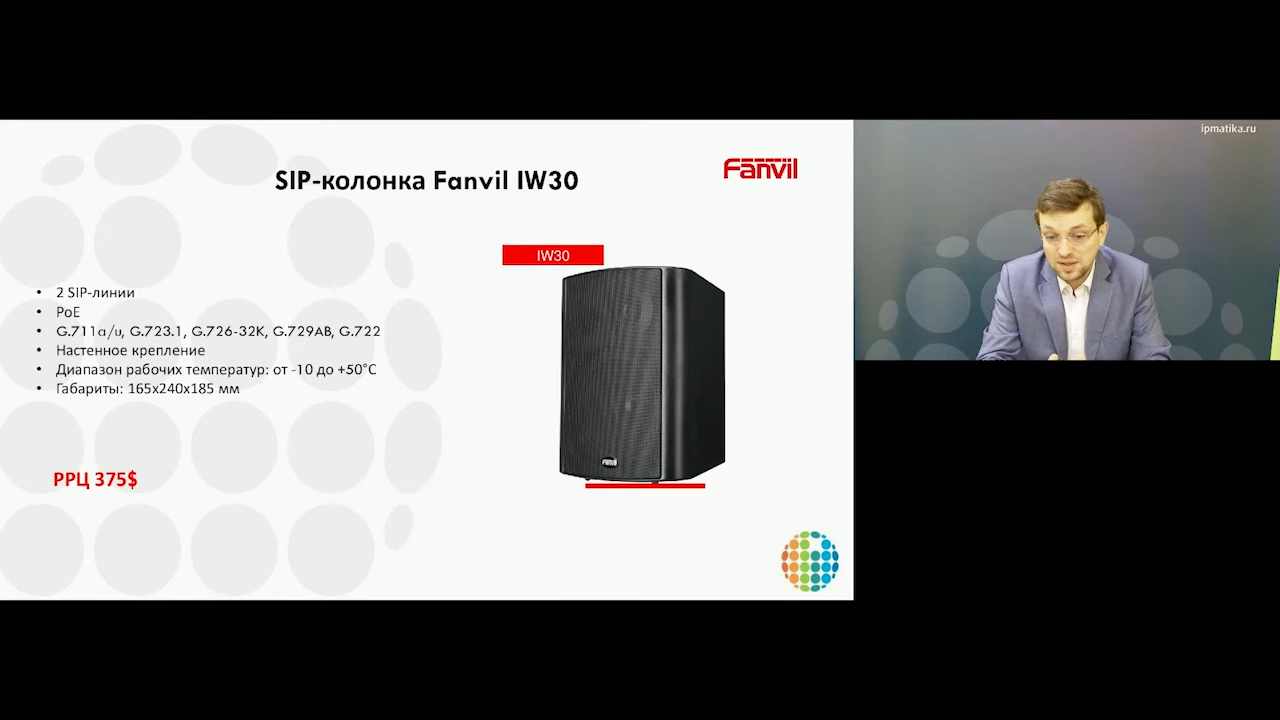 SIP-колонка Fanvil IW30
Fanvil
ipmatika.ru
IW30
• 2 SIP-линии
• PoE
• G.711a/u, G.723.1, G.726-32K, G.729AB, G.722
• Настенное крепление
• Диапазон рабочих температур: от -10 до +50°C
• Габариты: 165x240x185 мм
Fanvil
РРЦ 375$